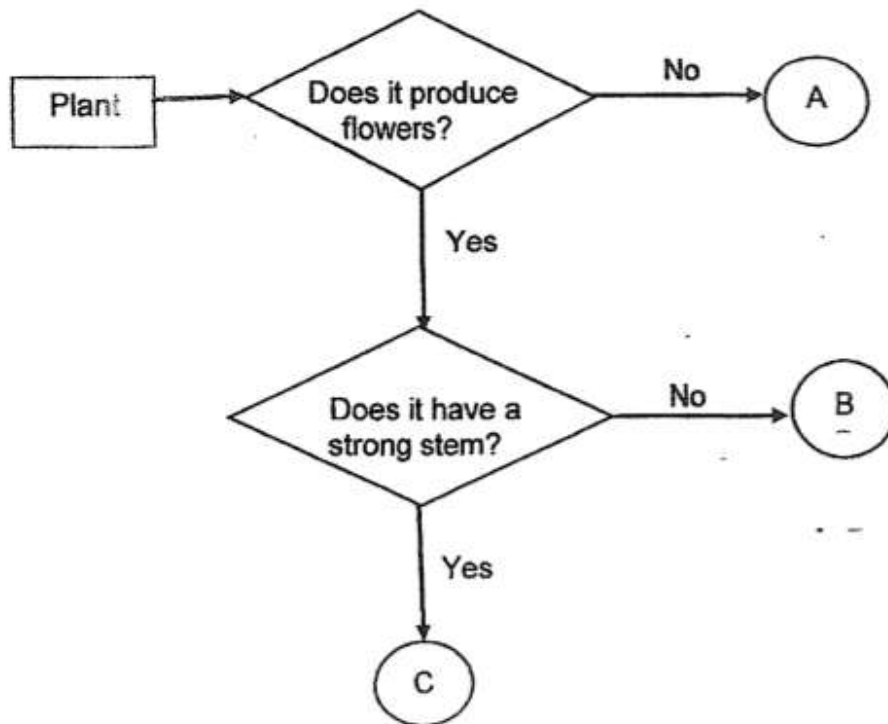 Plant
Does it produce
flowers?
No
A
Yes
Does it have a
strong stem?
No
B
Yes
C